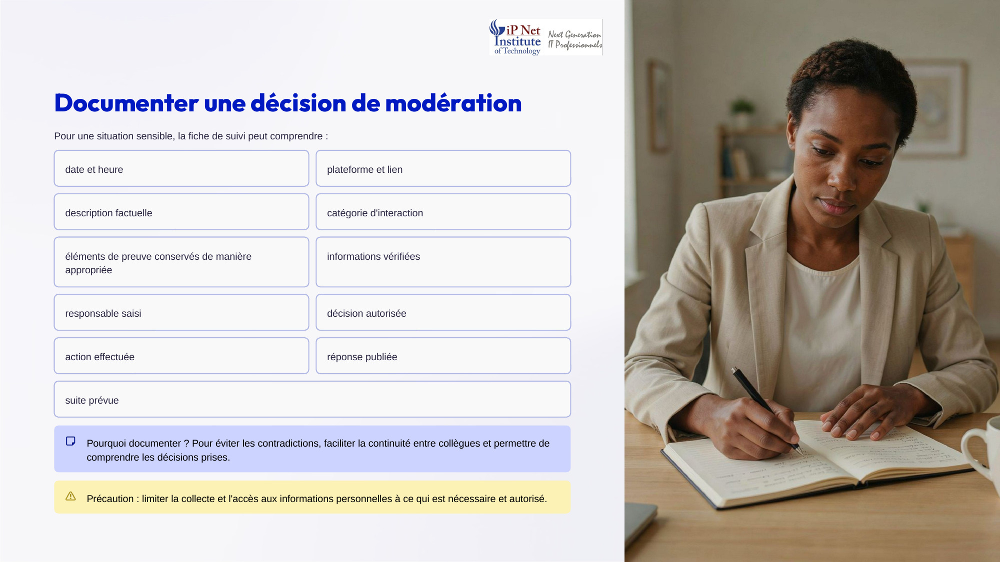 iP Net
Institute
of Technology
Next Generation
IT Professionnels
Documenter une décision de modération
Pour une situation sensible, la fiche de suivi peut comprendre :
date et heure
plateforme et lien
description factuelle
catégorie d'interaction
éléments de preuve conservés de manière
appropriée
informations vérifiées
responsable saisi
décision autorisée
action effectuée
réponse publiée
suite prévue
Pourquoi documenter ? Pour éviter les contradictions, faciliter la continuité entre collègues et permettre de
comprendre les décisions prises.
Précaution : limiter la collecte et l'accès aux informations personnelles à ce qui est nécessaire et autorisé.